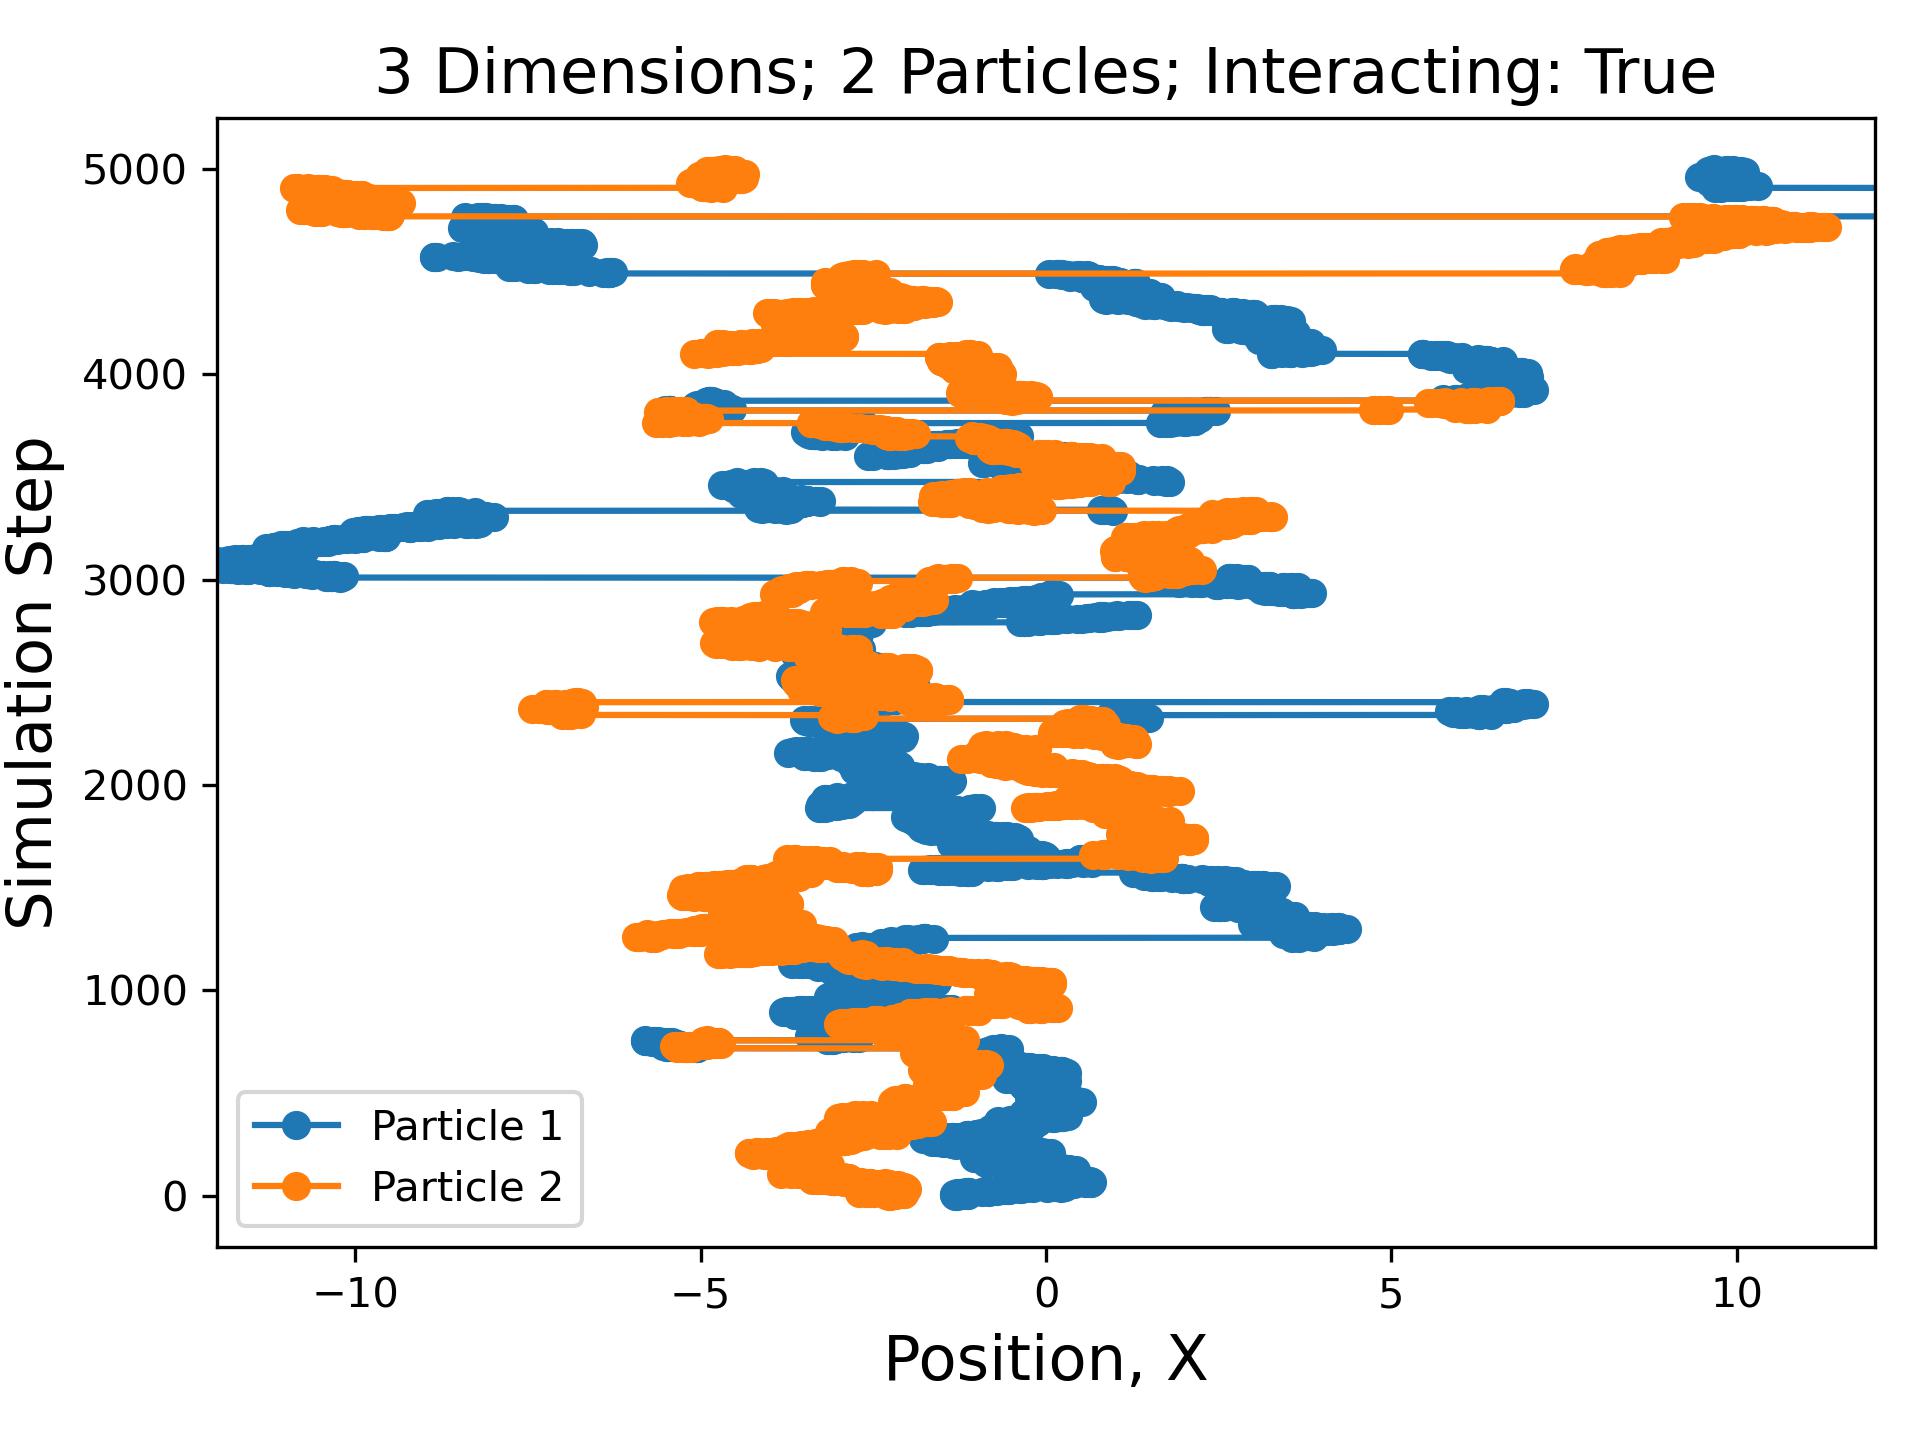 3 Dimensions; 2 Particles; Interacting: True
Simulation Step
5000
4000
3000
2000
1000
0
Particle 1
Particle 2
−10
−5
0
5
10
Position, X